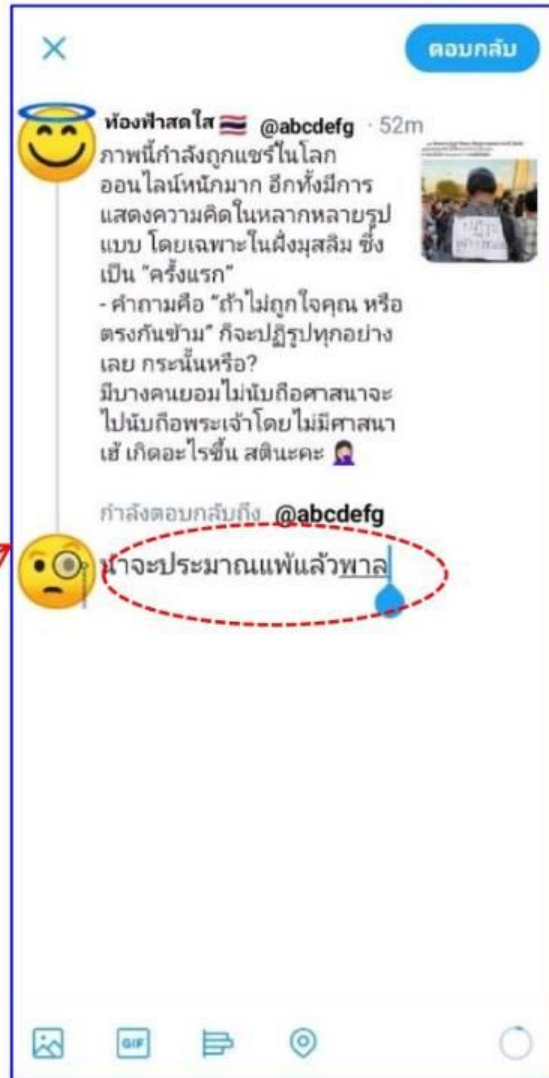 ตอบกลับ
ท้องฟ้าสดใส @abcdefg · 52m
ภาพนี้กำลังถูกแชร์ในโลก
ออนไลน์หนักมาก อีกทั้งมีการ
แสดงความคิดในหลากหลายรูป
แบบ โดยเฉพาะในฝั่งมุสลิม ซึ่ง
เป็น “ครั้งแรก”
- คำถามคือ “ถ้าไม่ถูกใจคุณ หรือ
ตรงกันข้าม” ก็จะปฏิรูปทุกอย่าง
เลย กระนั้นหรือ?
มีบางคนยอมไม่นับถือศาสนาจะ
ไปนับถือพระเจ้าโดยไม่มีศาสนา
เฮ้ เกิดอะไรขึ้น สตินะคะ 🤦🏻‍♀️
กำลังตอบกลับถึง @abcdefg
น่าจะประมาณแพ้แล้วพาล
GIF